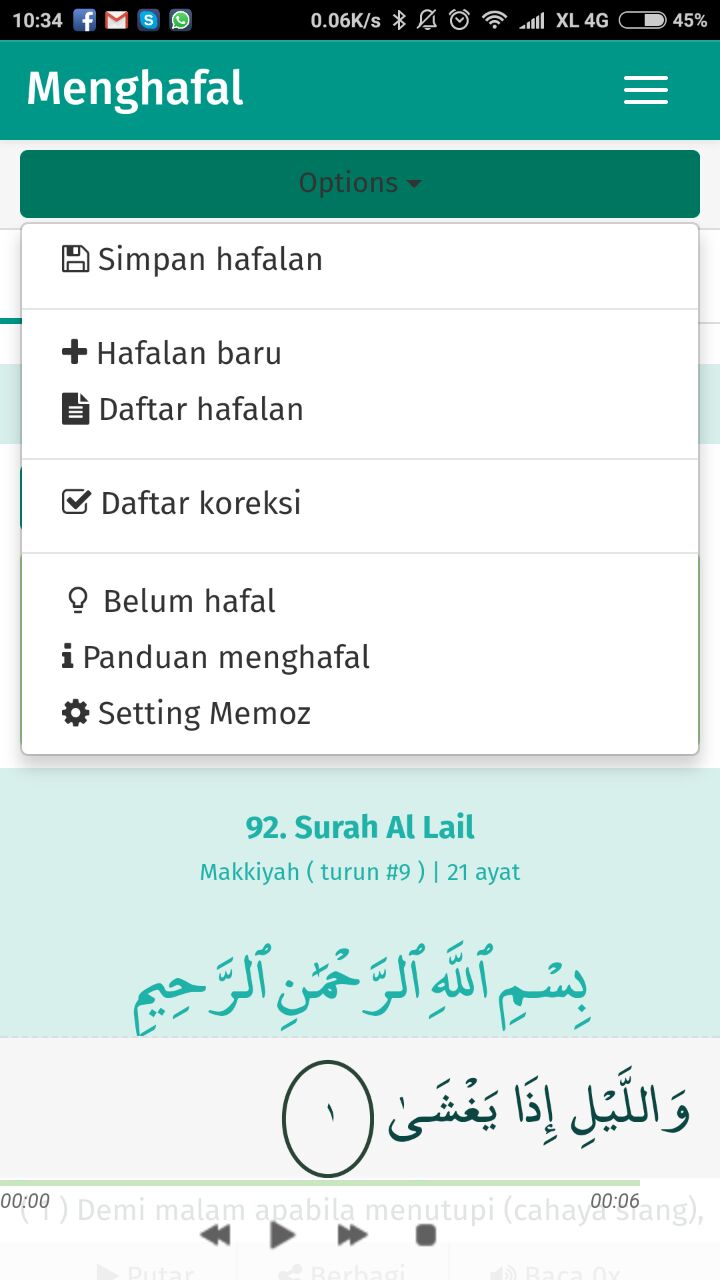 10:34 0.06K/s XL 4G 45%
Menghafal
Options
Simpan hafalan
Hafalan baru
Daftar hafalan
Daftar koreksi
Belum hafal
Panduan menghafal
Setting Memoz
92. Surah Al Lail
Makkiyah ( turun #9 ) | 21 ayat
بِسْمِ ٱللَّهِ ٱلرَّحْمَٰنِ ٱلرَّحِيمِ
وَاللَّيْلِ إِذَا يَغْشَىٰ ١
00:00 00:06
( 1 ) Demi malam apabila menutupi (cahaya siang),
Putar Berbagi Baca 0x